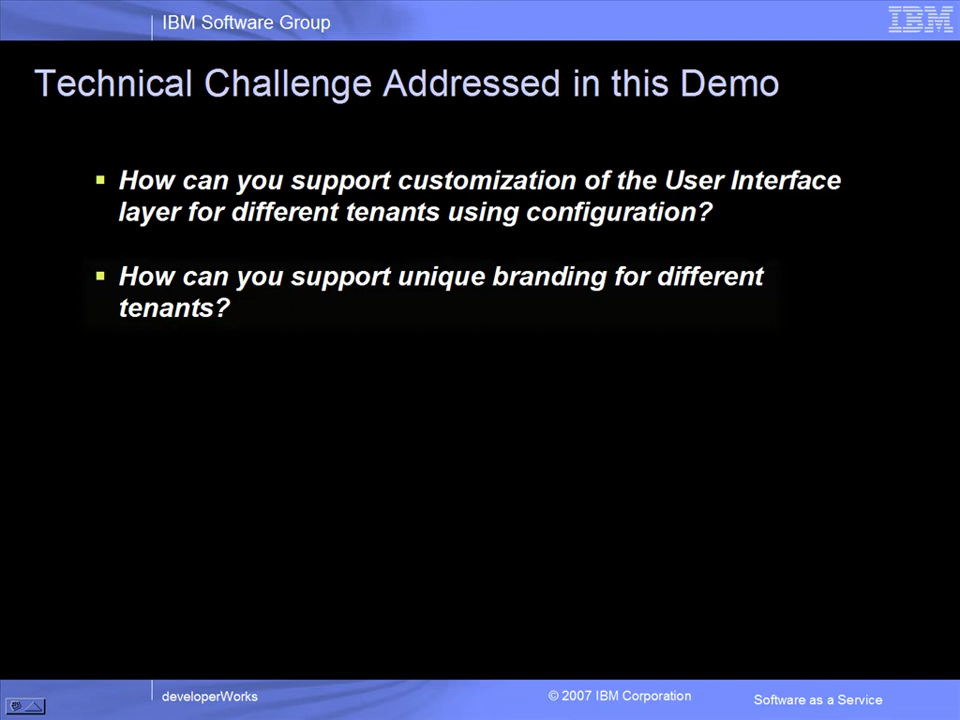 IBM Software Group
IBM
Technical Challenge Addressed in this Demo
How can you support customization of the User Interface
layer for different tenants using configuration?
How can you support unique branding for different
tenants?
developerWorks
© 2007 IBM Corporation
Software as a Service